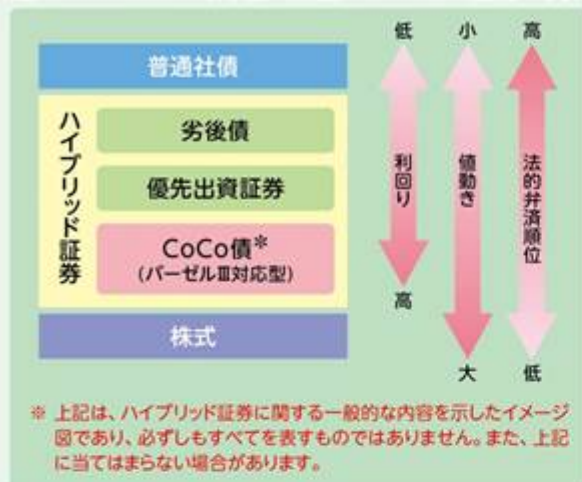 低 小 高
普通社債
ハイブリッド証券
劣後債
優先出資証券
CoCo債*
(バーゼルⅢ対応型)
株式
利回り
値動き
法的弁済順位
高
大 低
※ 上記は、ハイブリッド証券に関する一般的な内容を示したイメージ
図であり、必ずしもすべてを表すものではありません。また、上記
に当てはまらない場合があります。